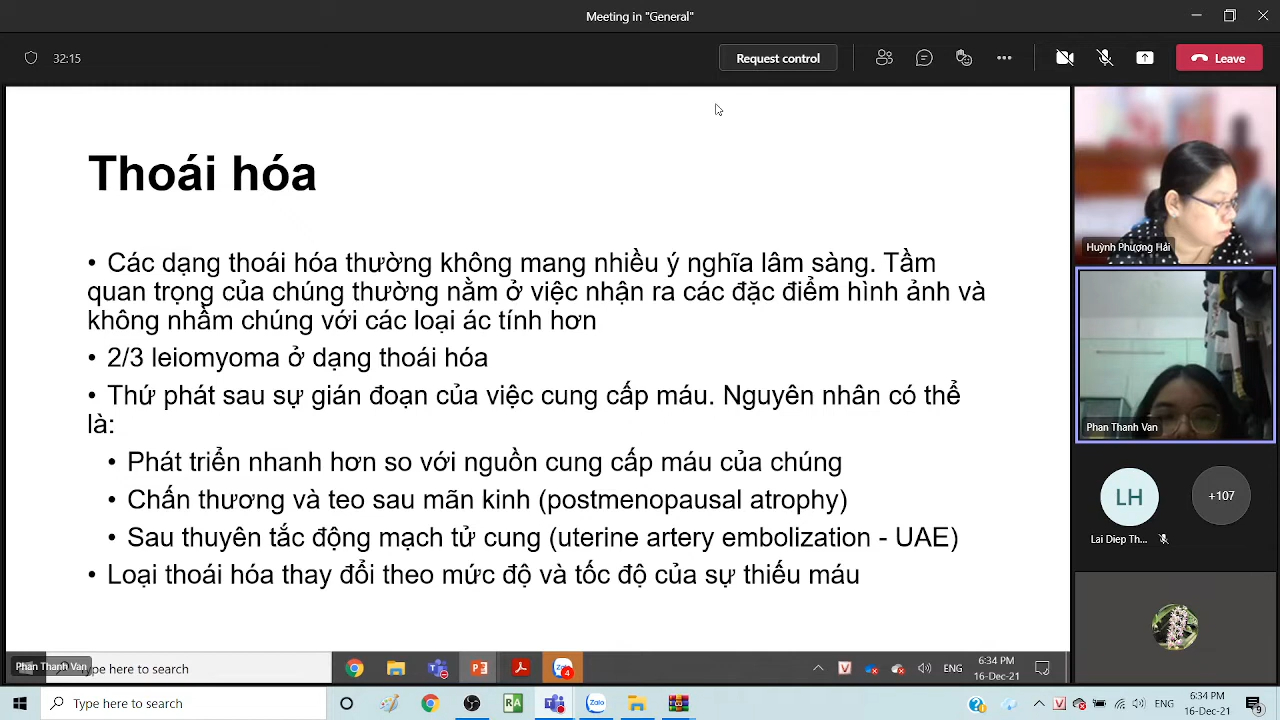 Meeting in "General"
32:15
Request control
Leave
Thoái hóa
• Các dạng thoái hóa thường không mang nhiều ý nghĩa lâm sàng. Tầm
quan trọng của chúng thường nằm ở việc nhận ra các đặc điểm hình ảnh và
không nhầm chúng với các loại ác tính hơn
• 2/3 leiomyoma ở dạng thoái hóa
• Thứ phát sau sự gián đoạn của việc cung cấp máu. Nguyên nhân có thể
là:
• Phát triển nhanh hơn so với nguồn cung cấp máu của chúng
• Chấn thương và teo sau mãn kinh (postmenopausal atrophy)
• Sau thuyên tắc động mạch tử cung (uterine artery embolization - UAE)
• Loại thoái hóa thay đổi theo mức độ và tốc độ của sự thiếu máu
Huỳnh Phượng Hải
Phan Thanh Van
LH
+107
Lai Diep Th...
Phan Thanh Van
ype here to search
4
V
ENG
6:34 PM
16-Dec-21
Type here to search
RA
Zalo
V
ENG
6:34 PM
16-Dec-21
9